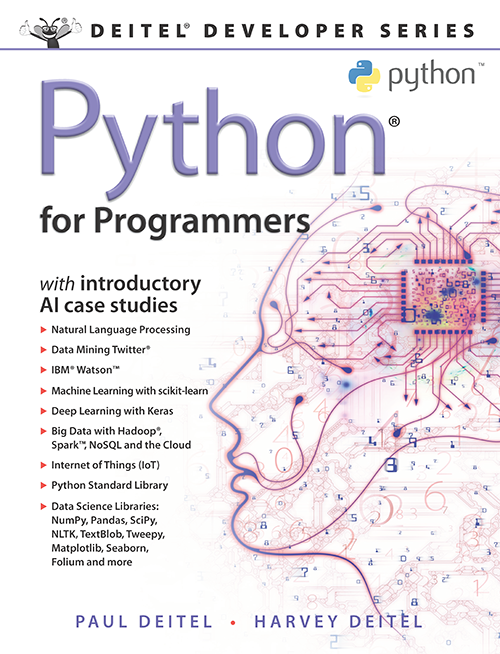 DEITEL® DEVELOPER SERIES
python™
Python®
for Programmers
with introductory
AI case studies
► Natural Language Processing
► Data Mining Twitter®
► IBM® Watson™
► Machine Learning with scikit-learn
► Deep Learning with Keras
► Big Data with Hadoop®,
Spark™, NoSQL and the Cloud
► Internet of Things (IoT)
► Python Standard Library
► Data Science Libraries:
NumPy, Pandas, SciPy,
NLTK, TextBlob, Tweepy,
Matplotlib, Seaborn,
Folium and more
PAUL DEITEL • HARVEY DEITEL